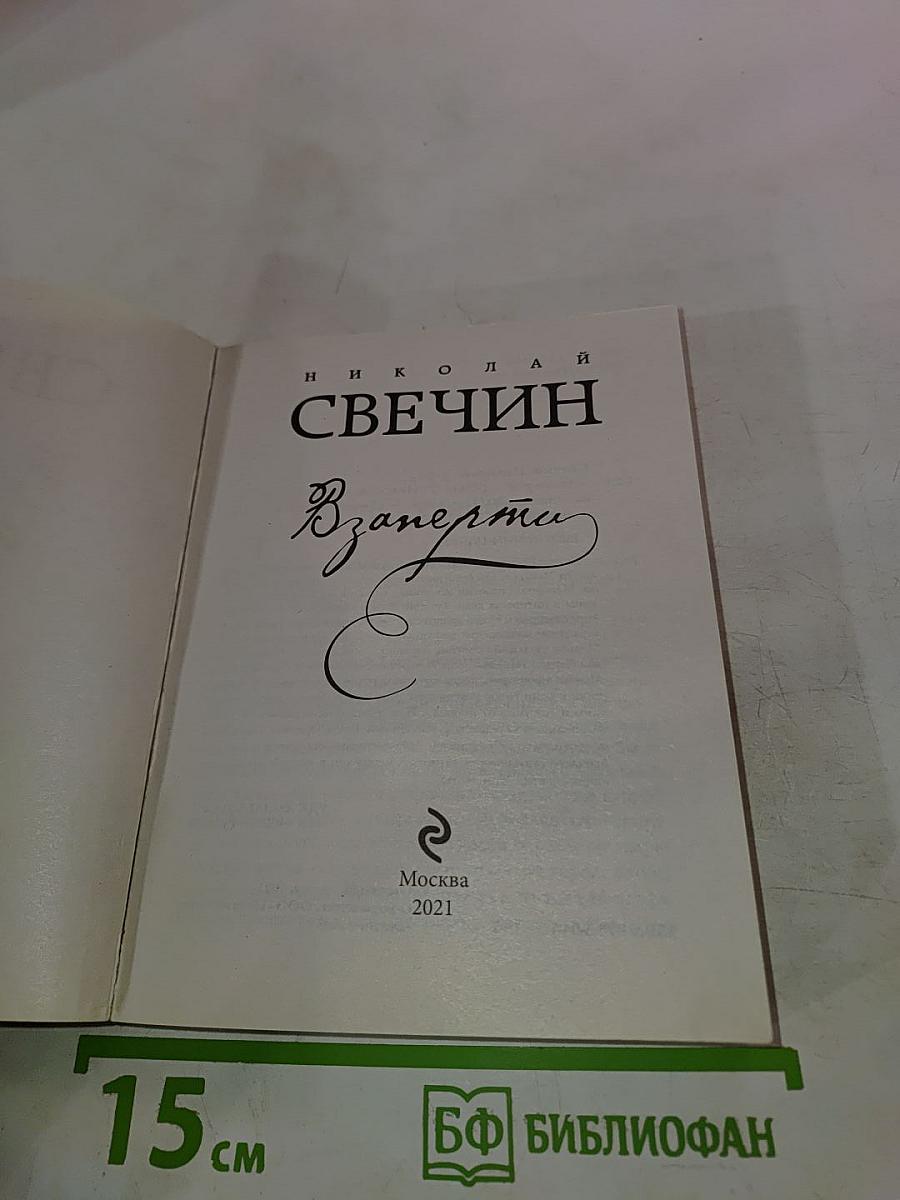 НИКОЛАЙ
СВЕЧИН
Взаперти
Москва
2021
15 см
БФ БИБЛИОФАН